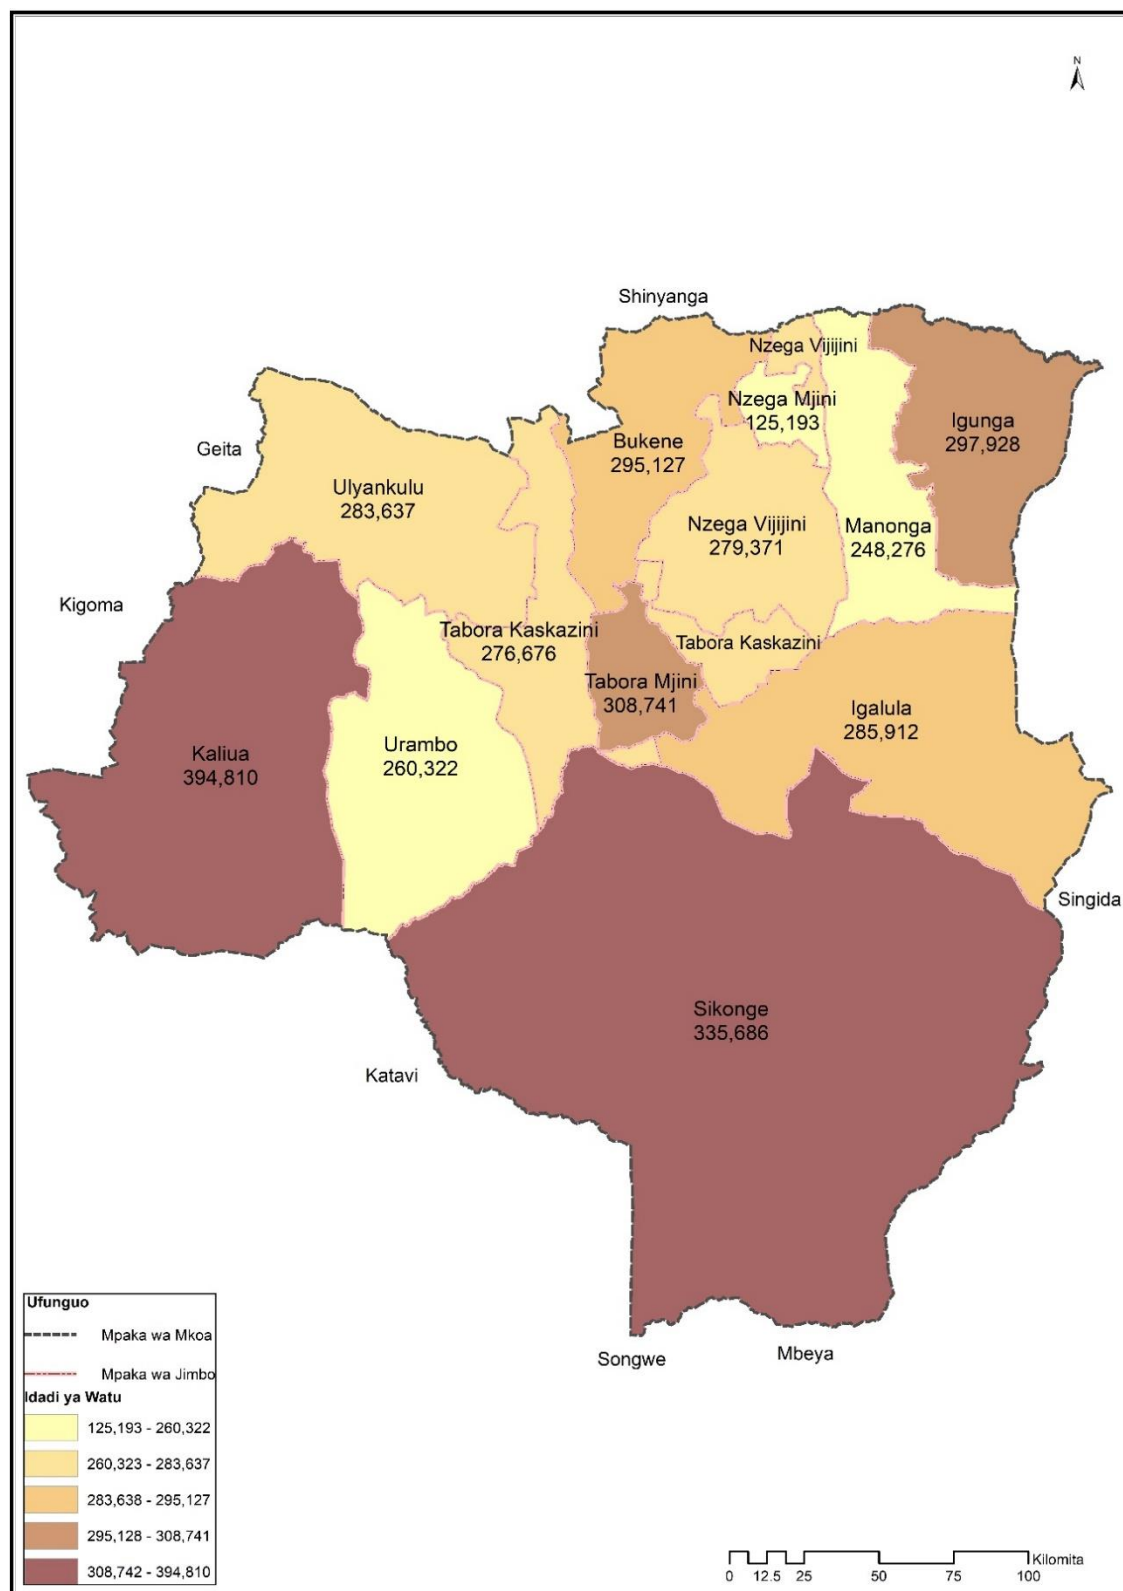 N
Shinyanga
Nzega Vijijini
Nzega Mjini
125,193
Igunga
297,928
Geita
Bukene
295,127
Ulyankulu
283,637
Nzega Vijijini
279,371
Manonga
248,276
Kigoma
Tabora Kaskazini
276,676
Tabora Kaskazini
Tabora Mjini
308,741
Igalula
285,912
Urambo
260,322
Kaliua
394,810
Singida
Sikonge
335,686
Katavi
Songwe
Mbeya
Ufunguo
Mpaka wa Mkoa
Mpaka wa Jimbo
Idadi ya Watu
125,193 - 260,322
260,323 - 283,637
283,638 - 295,127
295,128 - 308,741
308,742 - 394,810
Kilomita
0 12.5 25 50 75 100